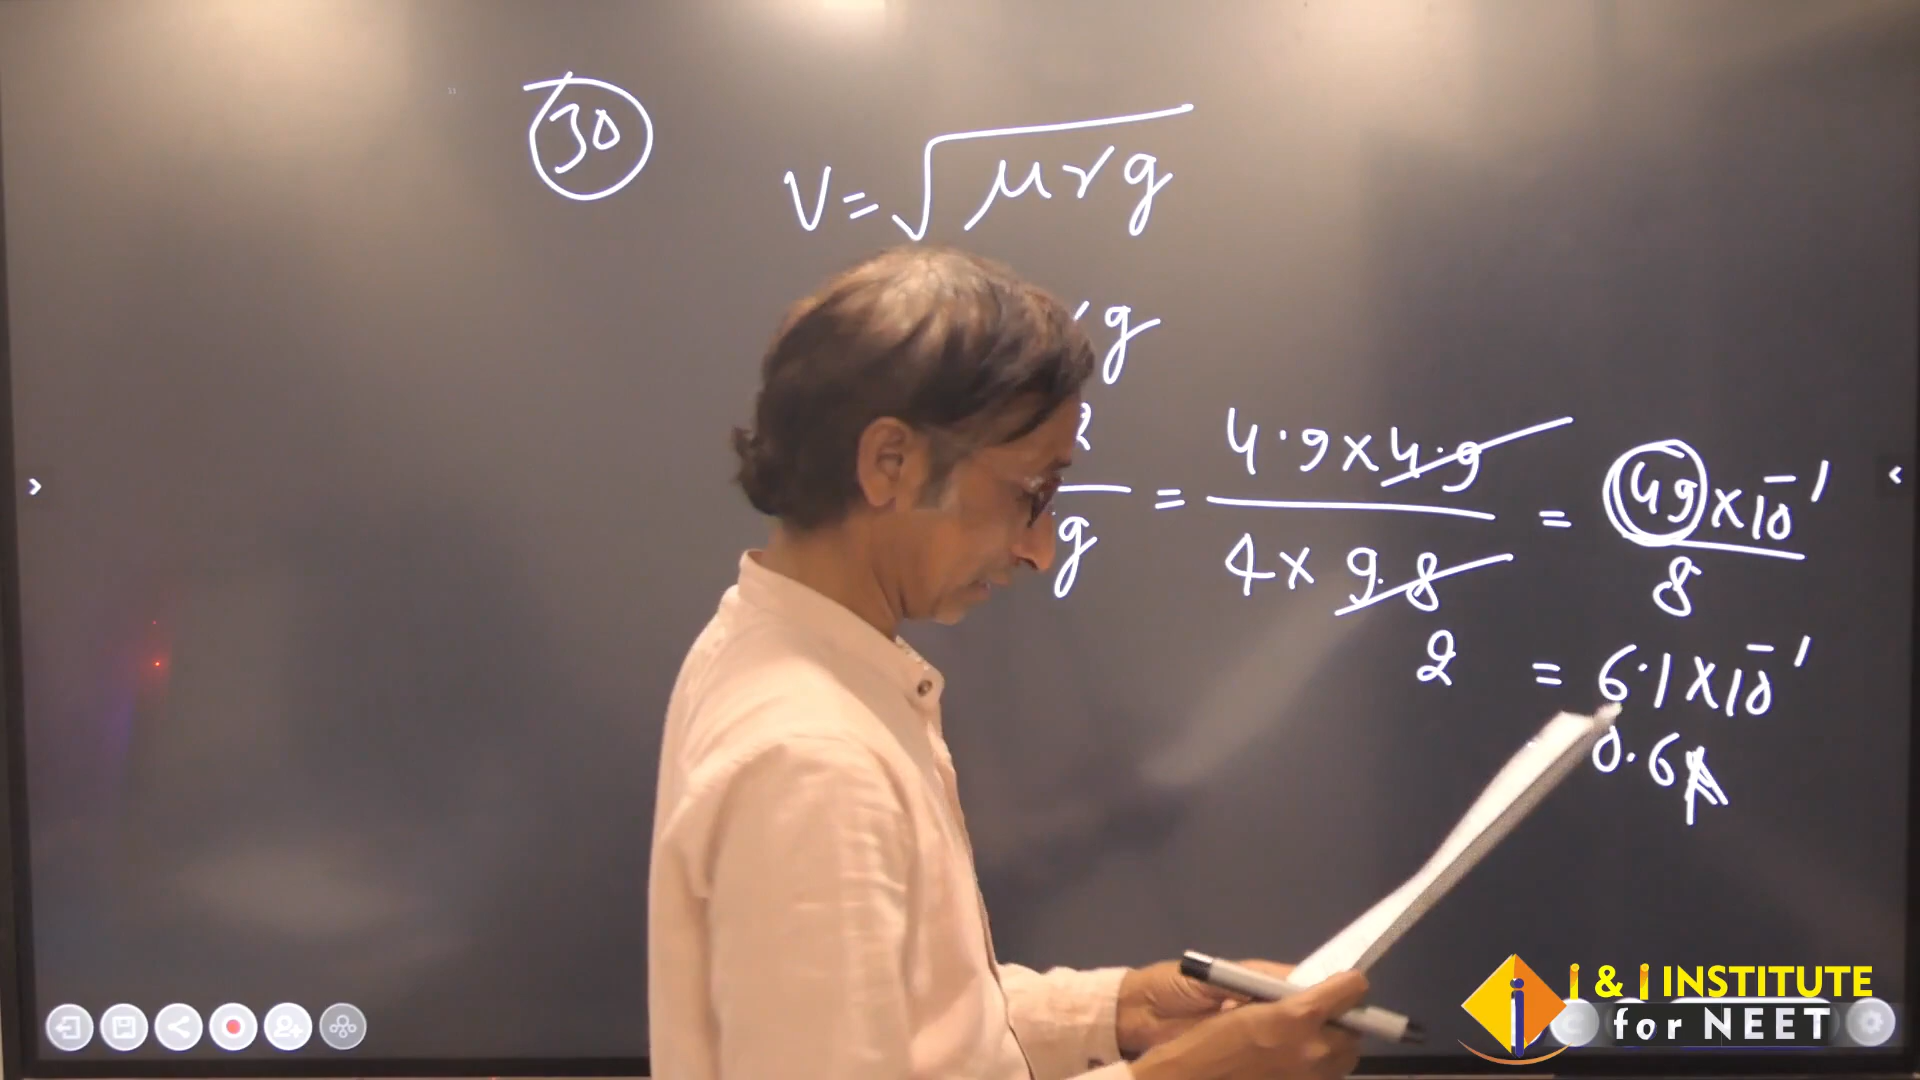 30
V = √μrg
g
2
g
= 4.9 × 4.9 / 4 × 9.8 = 49 × 10⁻¹ / 8
2
= 6.1 × 10⁻¹
0.6
i & i INSTITUTE
for NEET